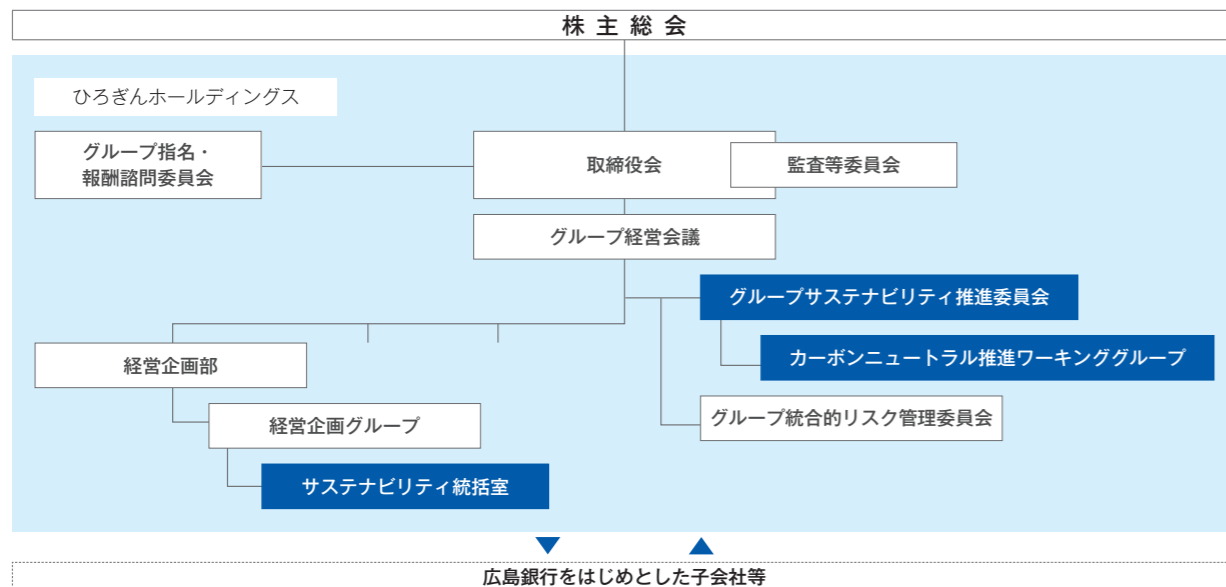 株主総会
ひろぎんホールディングス
グループ指名・
報酬諮問委員会
取締役会
監査等委員会
グループ経営会議
グループサステナビリティ推進委員会
カーボンニュートラル推進ワーキンググループ
経営企画部
グループ統合的リスク管理委員会
経営企画グループ
サステナビリティ統括室
広島銀行をはじめとした子会社等